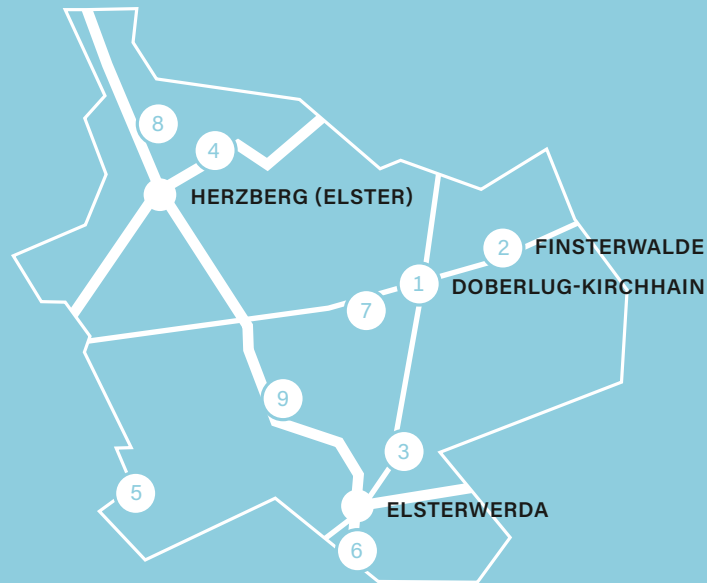 8
4
HERZBERG (ELSTER)
2 FINSTERWALDE
1 DOBERLUG-KIRCHHAIN
7
9
3
5
ELSTERWERDA
6